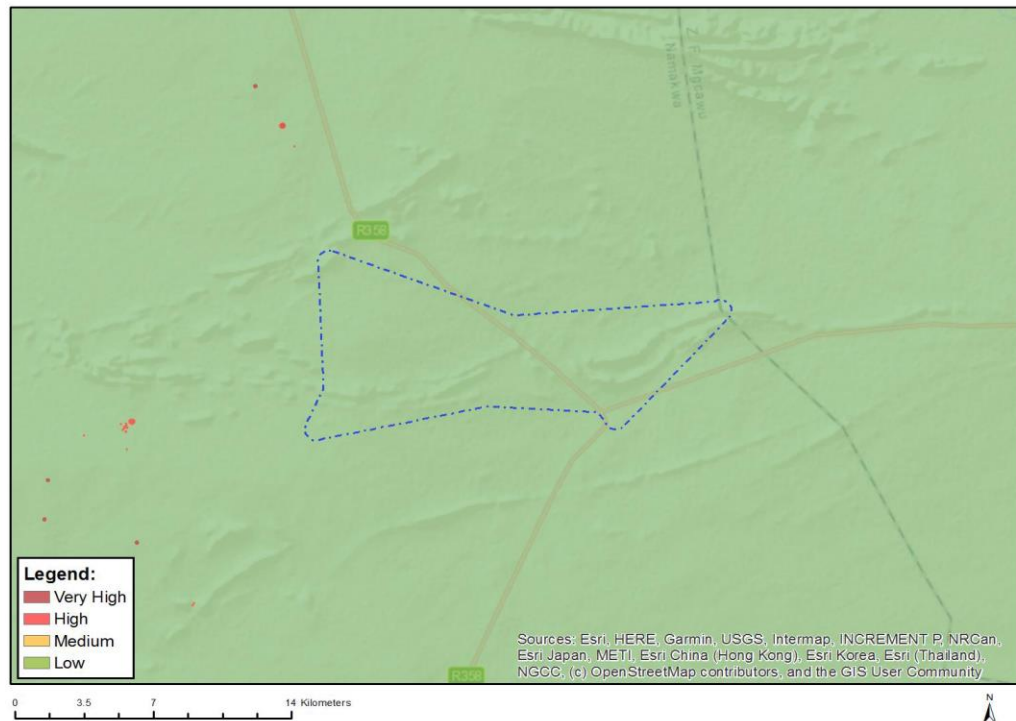 Z F Mgcawu
Namakwa
R358
Legend:
Very High
High
Medium
Low
Sources: Esri, HERE, Garmin, USGS, Intermap, INCREMENT P, NRCan,
Esri Japan, METI, Esri China (Hong Kong), Esri Korea, Esri (Thailand),
NGCC, (c) OpenStreetMap contributors, and the GIS User Community
R358
0 3.5 7 14 Kilometers
N